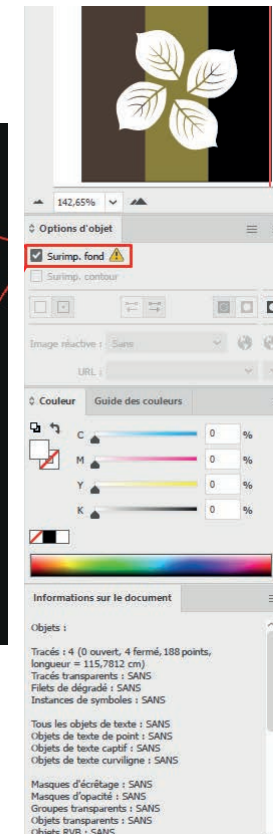 142,65%
Options d'objet
Surimp. fond
Surimp. contour
Image réactive : Sans
URL :
Couleur Guide des couleurs
C 0 %
M 0 %
Y 0 %
K 0 %
Informations sur le document
Objets :
Tracés : 4 (0 ouvert, 4 fermé, 188 points,
longueur = 115,7812 cm)
Tracés transparents : SANS
Filets de dégradé : SANS
Instances de symboles : SANS
Tous les objets de texte : SANS
Objets de texte de point : SANS
Objets de texte captif : SANS
Objets de texte curviligne : SANS
Masques d'écrêtage : SANS
Masques d'opacité : SANS
Groupes transparents : SANS
Objets transparents : SANS
Objets RVB : SANS